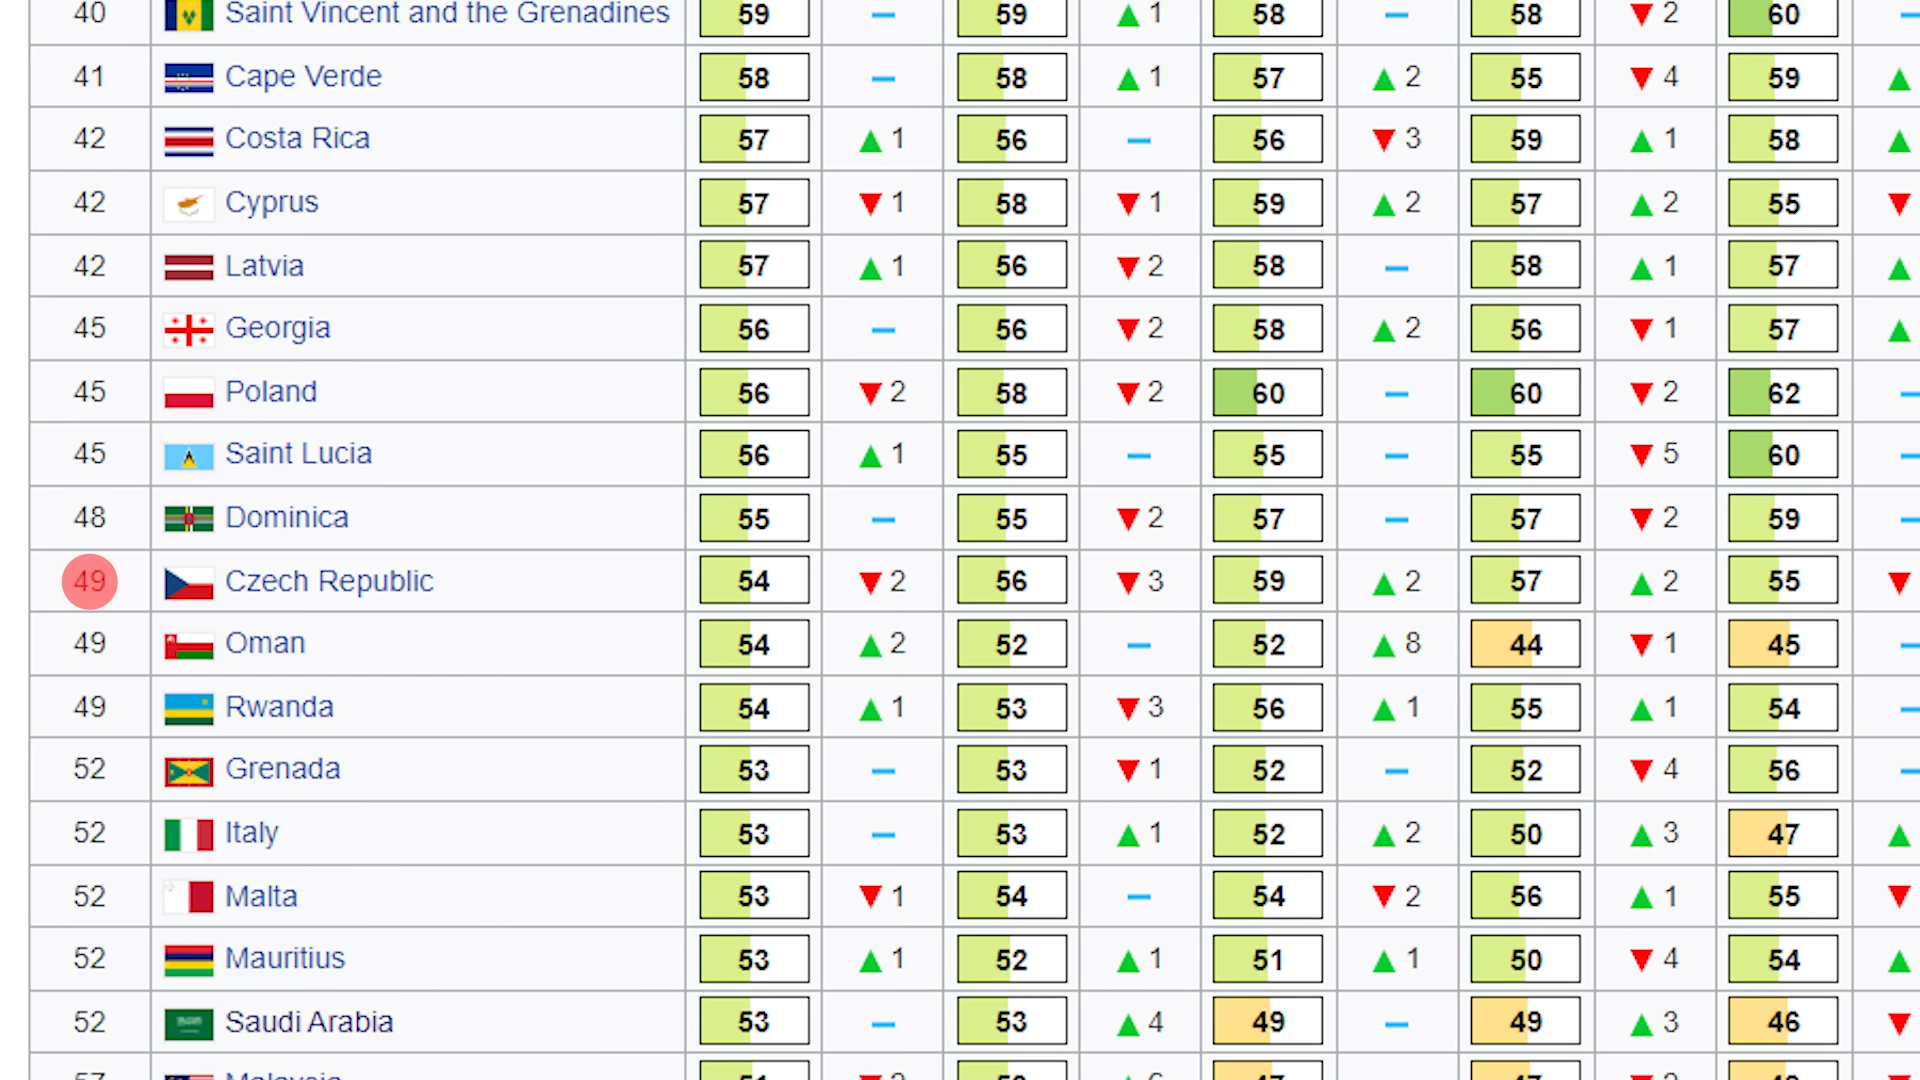 40 Saint Vincent and the Grenadines 59 – 59 ▲ 1 58 – 58 ▼ 2 60 –
41 Cape Verde 58 – 58 ▲ 1 57 ▲ 2 55 ▼ 4 59 ▲
42 Costa Rica 57 ▲ 1 56 – 56 ▼ 3 59 ▲ 1 58 ▲
42 Cyprus 57 ▼ 1 58 ▼ 1 59 ▲ 2 57 ▲ 2 55 ▼
42 Latvia 57 ▲ 1 56 ▼ 2 58 – 58 ▲ 1 57 ▲
45 Georgia 56 – 56 ▼ 2 58 ▲ 2 56 ▼ 1 57 ▲
45 Poland 56 ▼ 2 58 ▼ 2 60 – 60 ▼ 2 62 –
45 Saint Lucia 56 ▲ 1 55 – 55 – 55 ▼ 5 60 –
48 Dominica 55 – 55 ▼ 2 57 – 57 ▼ 2 59 –
49 Czech Republic 54 ▼ 2 56 ▼ 3 59 ▲ 2 57 ▲ 2 55 ▼
49 Oman 54 ▲ 2 52 – 52 ▲ 8 44 ▼ 1 45 –
49 Rwanda 54 ▲ 1 53 ▼ 3 56 ▲ 1 55 ▲ 1 54 –
52 Grenada 53 – 53 ▼ 1 52 – 52 ▼ 4 56 –
52 Italy 53 – 53 ▲ 1 52 ▲ 2 50 ▲ 3 47 ▲
52 Malta 53 ▼ 1 54 – 54 ▼ 2 56 ▲ 1 55 ▼
52 Mauritius 53 ▲ 1 52 ▲ 1 51 ▲ 1 50 ▼ 4 54 ▲
52 Saudi Arabia 53 – 53 ▲ 4 49 – 49 ▲ 3 46 ▼